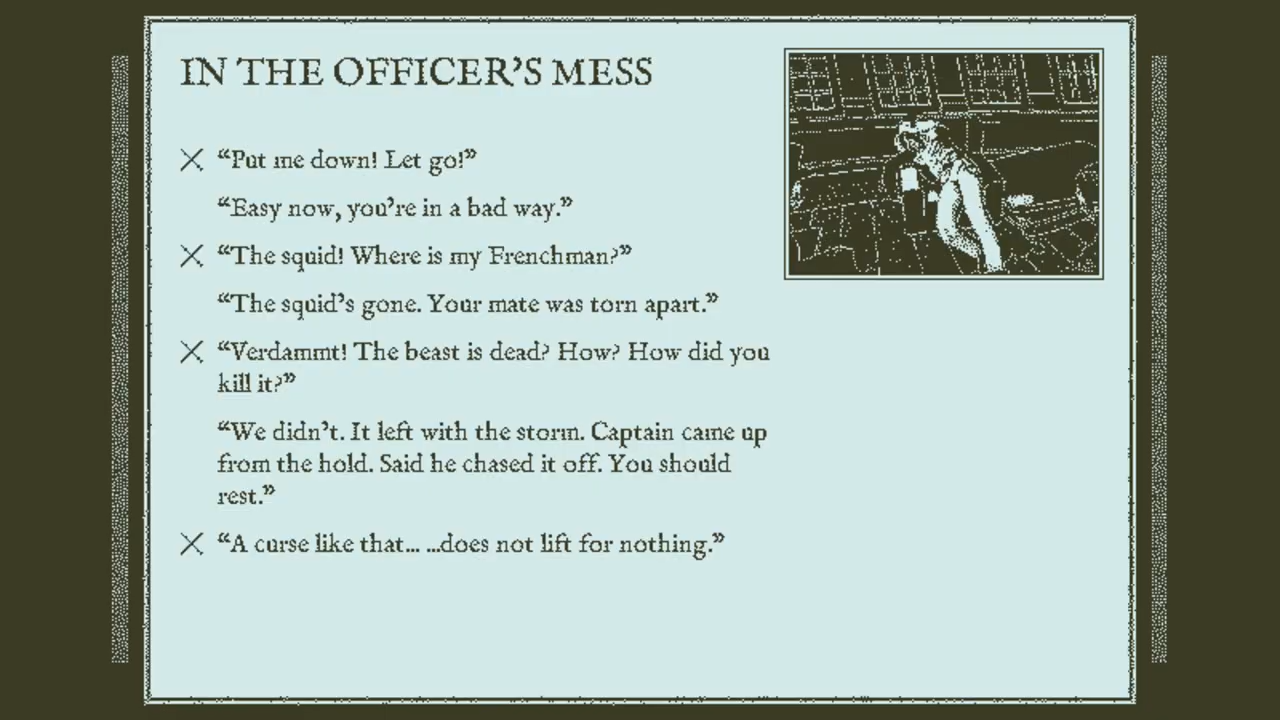 IN THE OFFICER'S MESS
“Put me down! Let go!”
“Easy now, you're in a bad way.”
“The squid! Where is my Frenchman?”
“The squid's gone. Your mate was torn apart.”
“Verdammt! The beast is dead? How? How did you
kill it?”
“We didn't. It left with the storm. Captain came up
from the hold. Said he chased it off. You should
rest.”
“A curse like that... ...does not lift for nothing.”